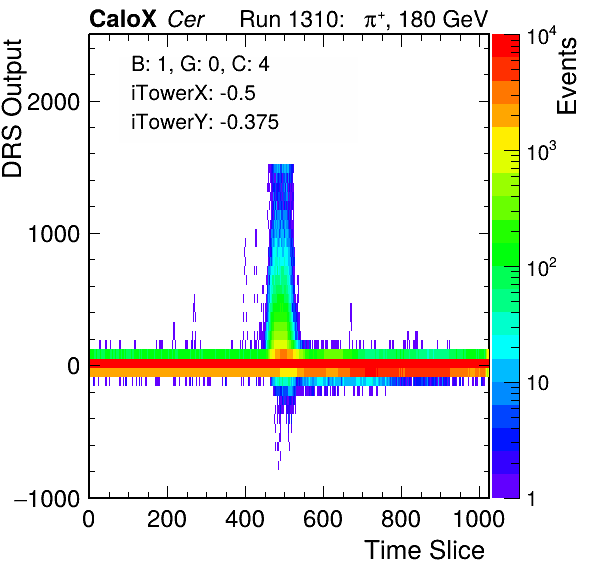 CaloX Cer Run 1310: π⁺, 180 GeV
B: 1, G: 0, C: 4
iTowerX: -0.5
iTowerY: -0.375
DRS Output
2000
1000
0
−1000
0 200 400 600 800 1000
Time Slice
Events
10⁴
10³
10²
10
1